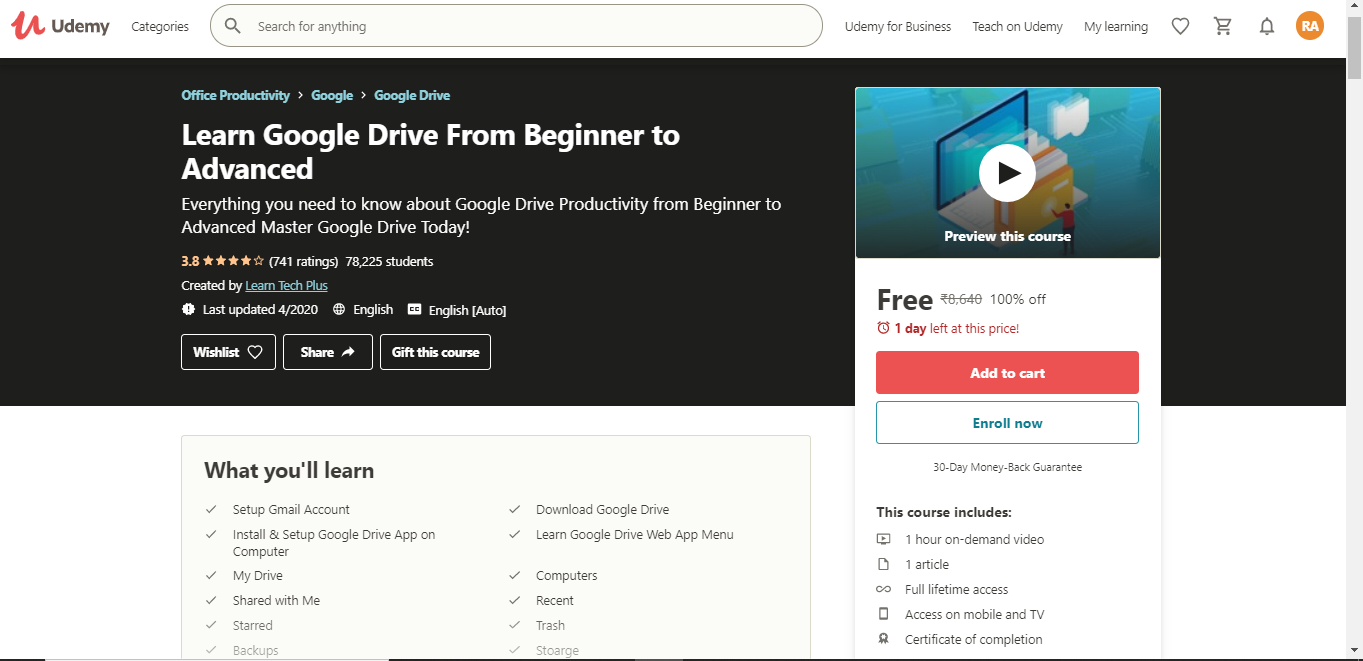 Udemy
Categories
Search for anything
Udemy for Business
Teach on Udemy
My learning
RA
Office Productivity > Google > Google Drive
Learn Google Drive From Beginner to
Advanced
Everything you need to know about Google Drive Productivity from Beginner to
Advanced Master Google Drive Today!
3.8 (741 ratings) 78,225 students
Created by Learn Tech Plus
Last updated 4/2020 English English [Auto]
Wishlist
Share
Gift this course
Preview this course
Free ₹8,640 100% off
1 day left at this price!
Add to cart
Enroll now
30-Day Money-Back Guarantee
This course includes:
1 hour on-demand video
1 article
Full lifetime access
Access on mobile and TV
Certificate of completion
What you'll learn
Setup Gmail Account
Download Google Drive
Install & Setup Google Drive App on
Computer
Learn Google Drive Web App Menu
My Drive
Computers
Shared with Me
Recent
Starred
Trash
Backups
Stoarge